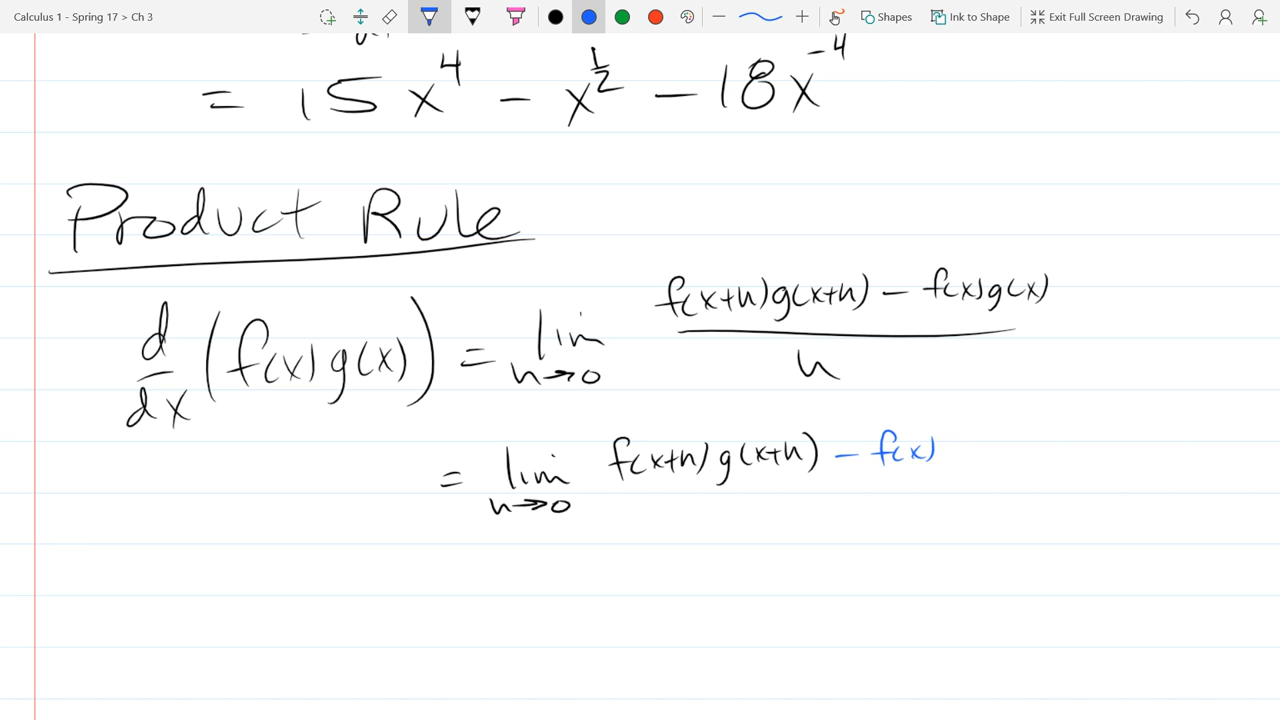 Calculus 1 - Spring 17 > Ch 3 Shapes Ink to Shape Exit Full Screen Drawing
= 15x^4 - x^(1/2) - 18x^-4
Product Rule
d/dx (f(x)g(x)) = lim h→0 (f(x+h)g(x+h) - f(x)g(x))/h
= lim h→0 f(x+h)g(x+h) - f(x)